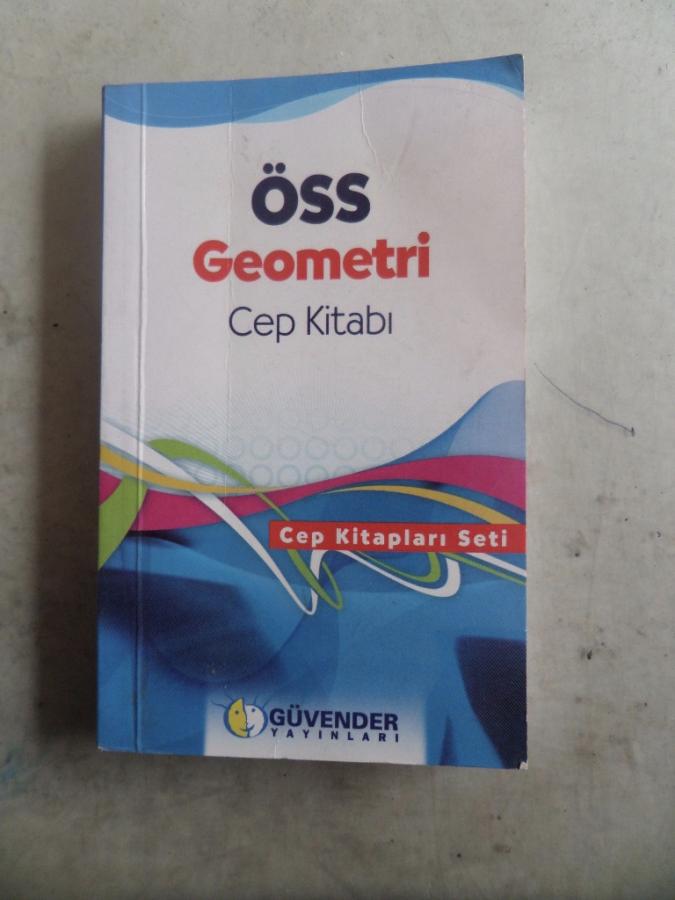 ÖSS
Geometri
Cep Kitabı
Cep Kitapları Seti
GÜVENDER
YAYINLARI